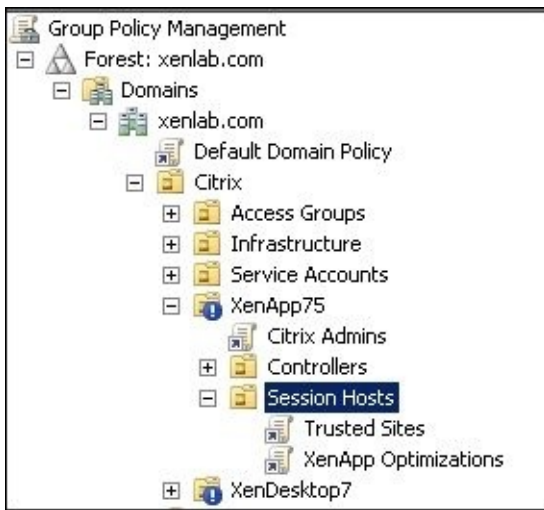 Group Policy Management
Forest: xenlab.com
Domains
xenlab.com
Default Domain Policy
Citrix
Access Groups
Infrastructure
Service Accounts
XenApp75
Citrix Admins
Controllers
Session Hosts
Trusted Sites
XenApp Optimizations
XenDesktop7